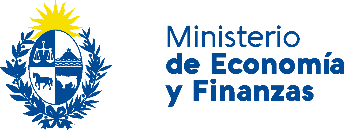 Ministerio
de Economía
y Finanzas